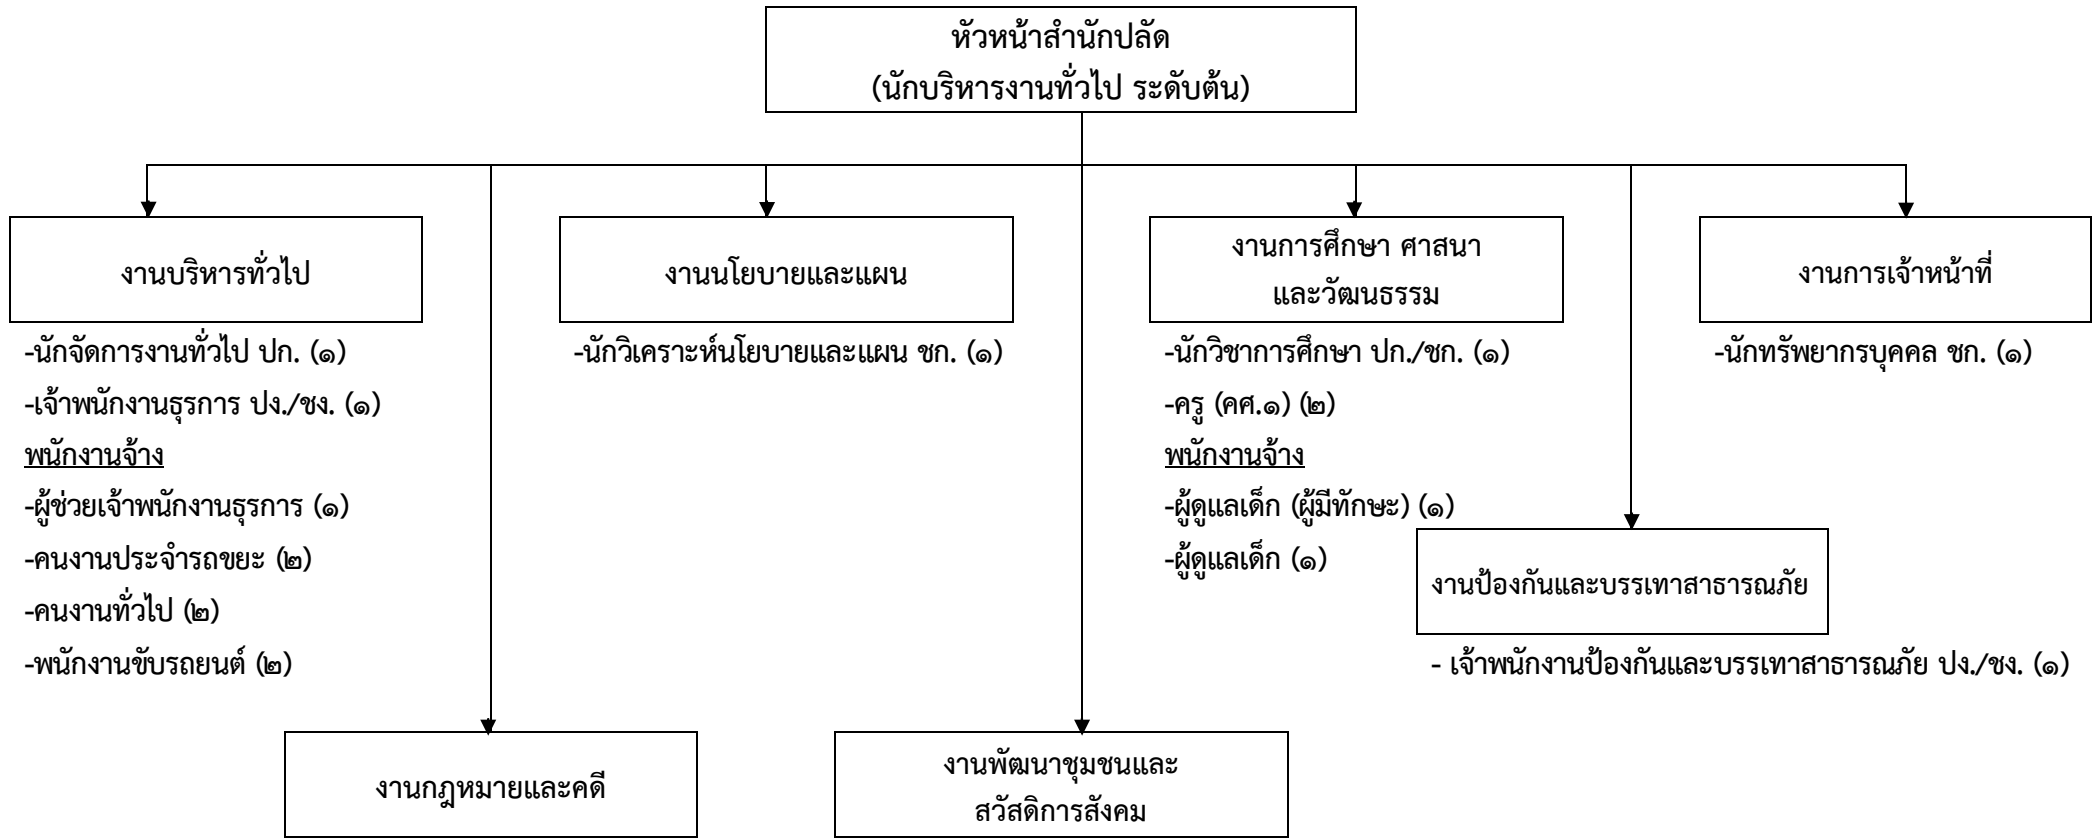 หัวหน้าสำนักปลัด
(นักบริหารงานทั่วไป ระดับต้น)
งานบริหารทั่วไป
-นักจัดการงานทั่วไป ปก. (๑)
-เจ้าพนักงานธุรการ ปง./ชง. (๑)
พนักงานจ้าง
-ผู้ช่วยเจ้าพนักงานธุรการ (๑)
-คนงานประจำรถขยะ (๒)
-คนงานทั่วไป (๒)
-พนักงานขับรถยนต์ (๒)
งานนโยบายและแผน
-นักวิเคราะห์นโยบายและแผน ชก. (๑)
งานการศึกษา ศาสนา
และวัฒนธรรม
-นักวิชาการศึกษา ปก./ชก. (๑)
-ครู (คศ.๑) (๒)
พนักงานจ้าง
-ผู้ดูแลเด็ก (ผู้มีทักษะ) (๑)
-ผู้ดูแลเด็ก (๑)
งานการเจ้าหน้าที่
-นักทรัพยากรบุคคล ชก. (๑)
งานป้องกันและบรรเทาสาธารณภัย
- เจ้าพนักงานป้องกันและบรรเทาสาธารณภัย ปง./ชง. (๑)
งานกฎหมายและคดี
งานพัฒนาชุมชนและ
สวัสดิการสังคม